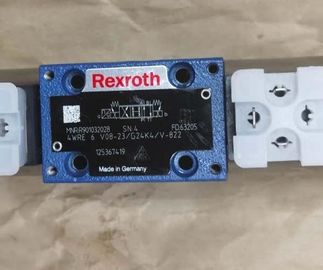 Rexroth
a
b
MNR:R901032028 SN:4 FD:63205
4WRE 6 V08-23/G24K4/V-822
125367419
Made in Germany